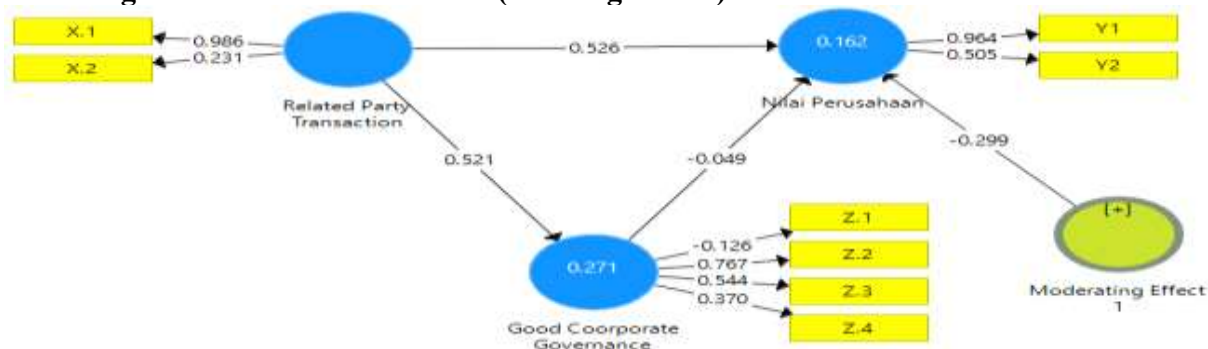 X.1
X.2
0.986
0.231
Related Party
Transaction
0.526
0.162
Nilai Perusahaan
0.964
0.505
Y1
Y2
0.521
-0.049
-0.299
[+]
Moderating Effect
1
0.271
Good Coorporate
Governance
-0.126
0.767
0.544
0.370
Z.1
Z.2
Z.3
Z.4